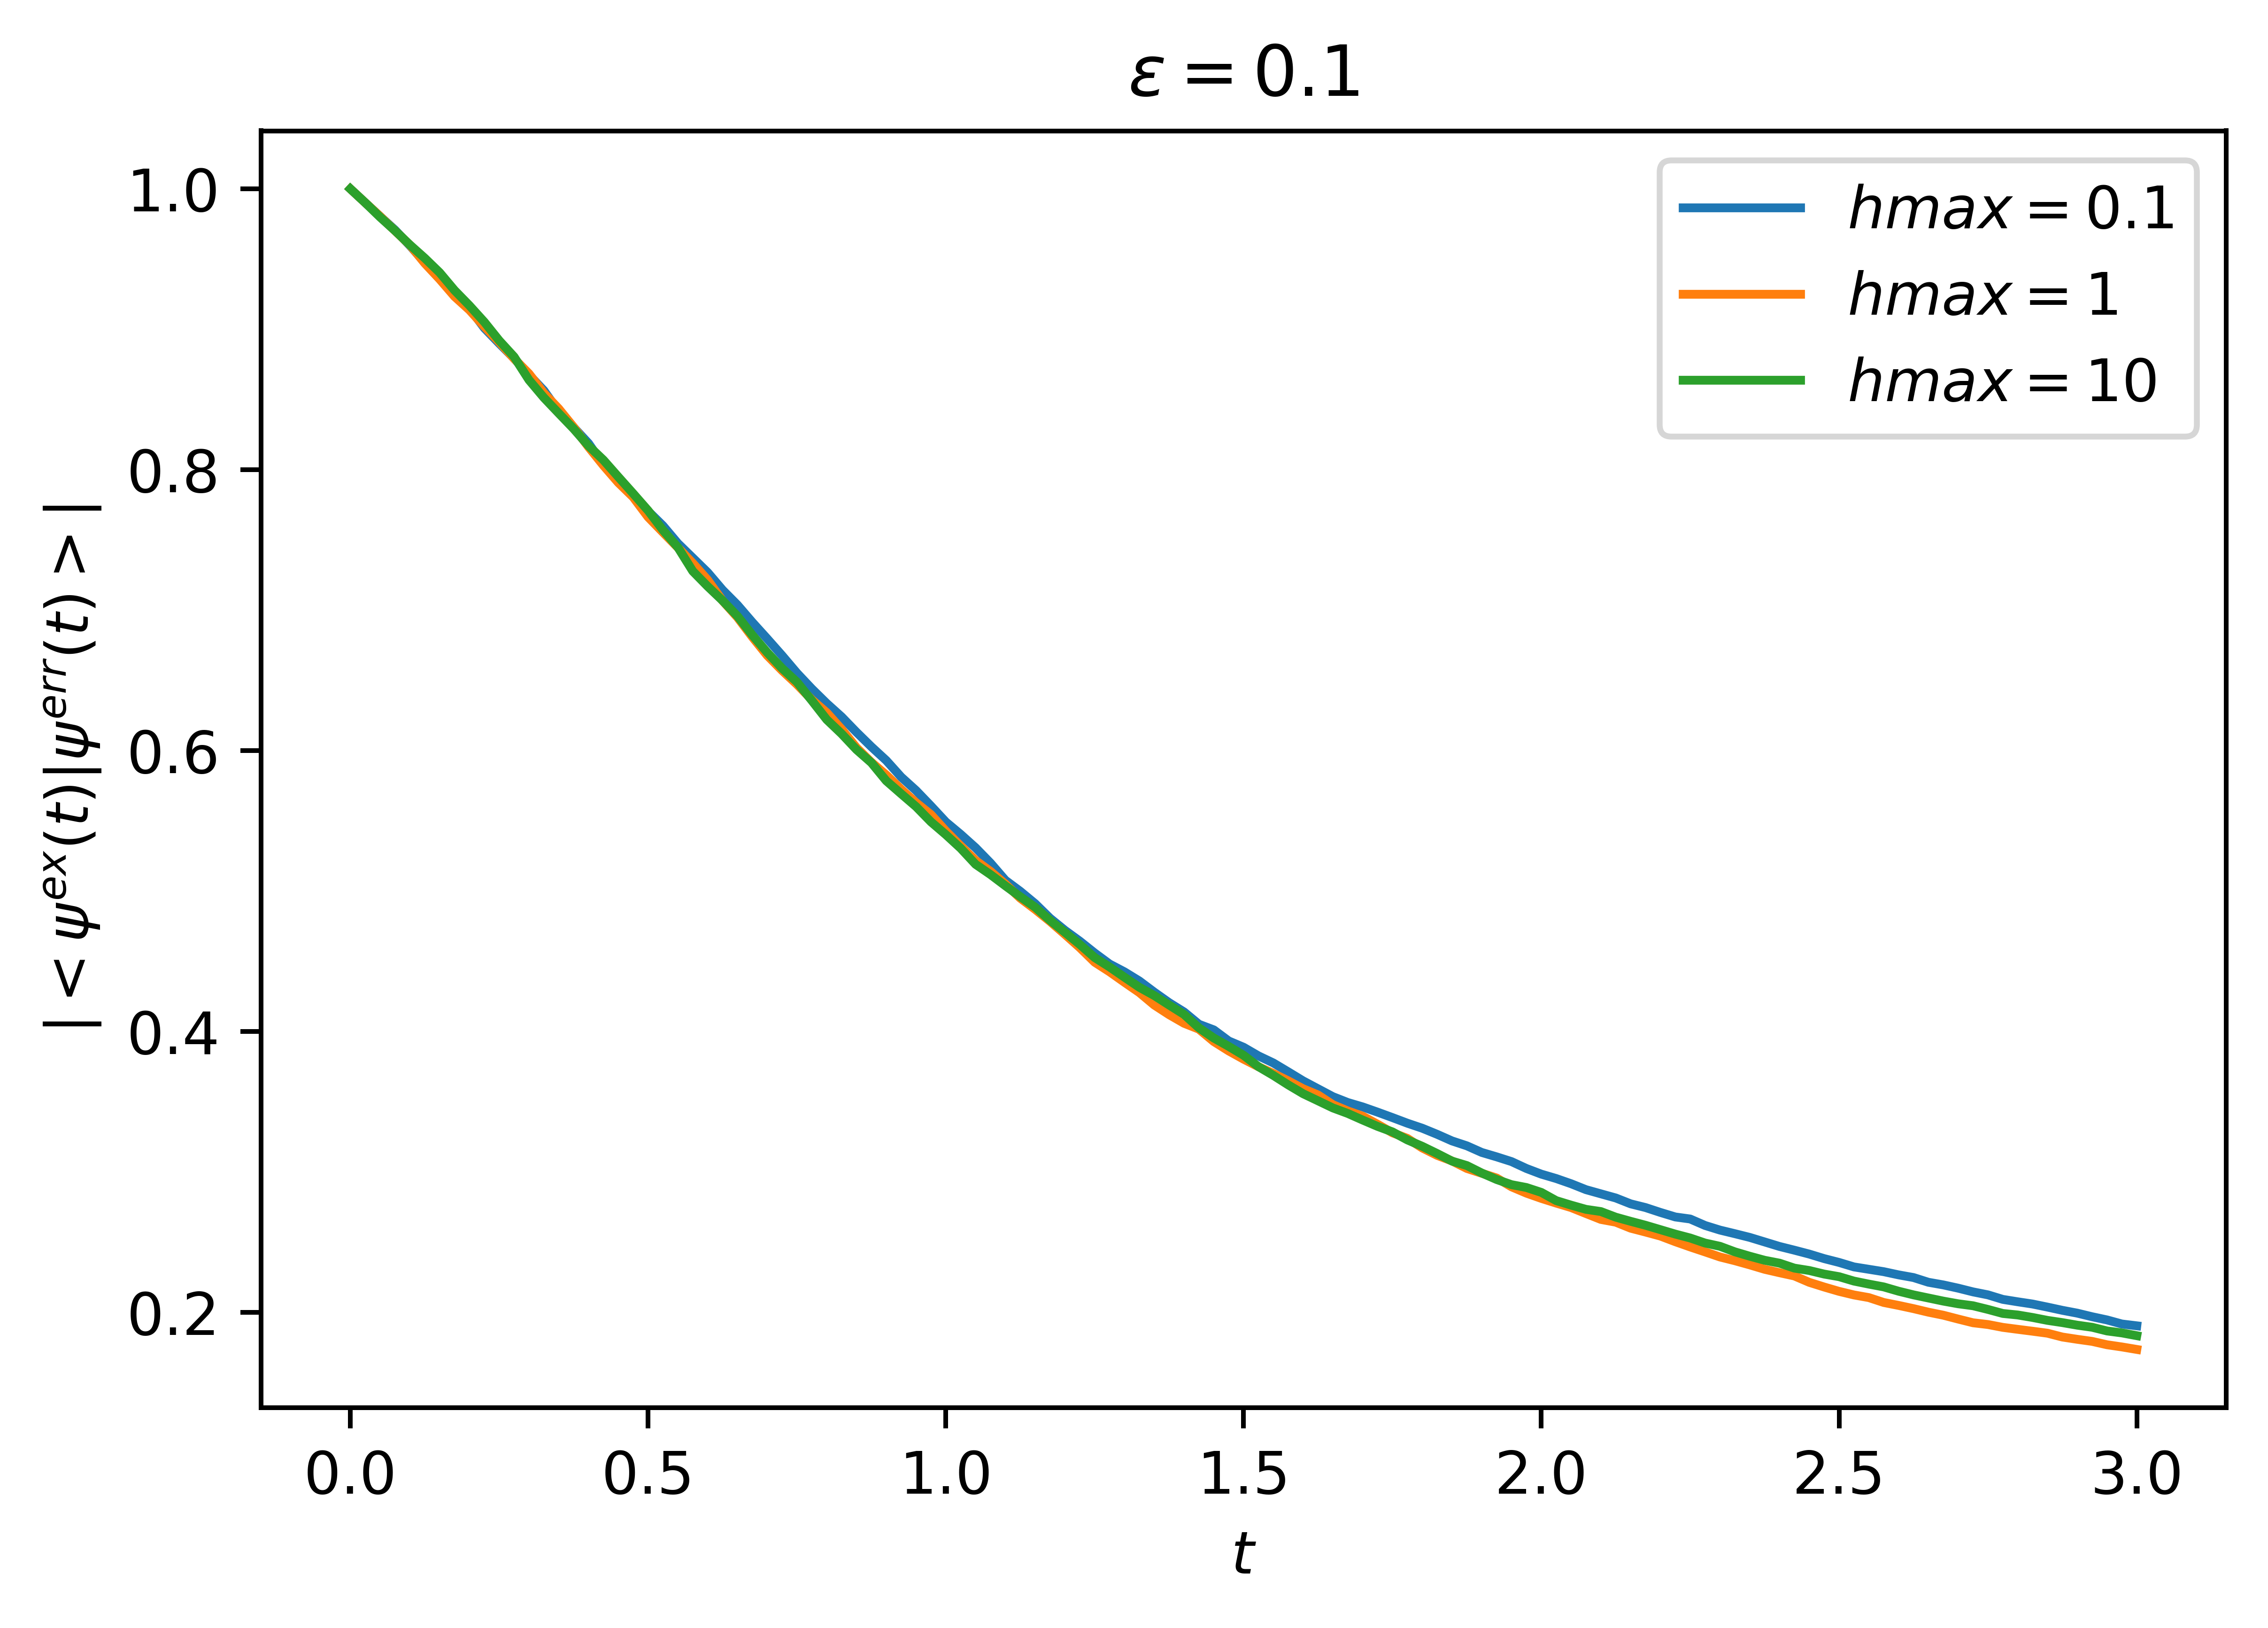 ε = 0.1
|< ψ^{ex}(t)|ψ^{err}(t) >|
1.0
0.8
0.6
0.4
0.2
hmax = 0.1
hmax = 1
hmax = 10
0.0 0.5 1.0 1.5 2.0 2.5 3.0
t